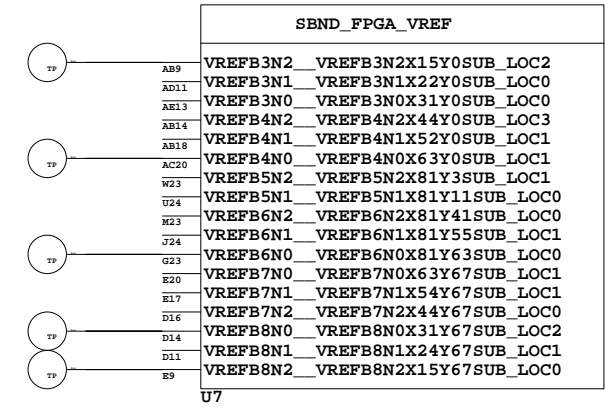 SBND_FPGA_VREF
TP AB9 VREFB3N2__VREFB3N2X15Y0SUB_LOC2
AD11 VREFB3N1__VREFB3N1X22Y0SUB_LOC0
AE13 VREFB3N0__VREFB3N0X31Y0SUB_LOC0
AB14 VREFB4N2__VREFB4N2X44Y0SUB_LOC3
AB18 VREFB4N1__VREFB4N1X52Y0SUB_LOC1
TP AC20 VREFB4N0__VREFB4N0X63Y0SUB_LOC1
W23 VREFB5N2__VREFB5N2X81Y3SUB_LOC1
U24 VREFB5N1__VREFB5N1X81Y11SUB_LOC0
M23 VREFB6N2__VREFB6N2X81Y41SUB_LOC0
J24 VREFB6N1__VREFB6N1X81Y55SUB_LOC1
TP G23 VREFB6N0__VREFB6N0X81Y63SUB_LOC0
E20 VREFB7N0__VREFB7N0X63Y67SUB_LOC1
E17 VREFB7N1__VREFB7N1X54Y67SUB_LOC1
D16 VREFB7N2__VREFB7N2X44Y67SUB_LOC0
TP D14 VREFB8N0__VREFB8N0X31Y67SUB_LOC2
D11 VREFB8N1__VREFB8N1X24Y67SUB_LOC1
TP E9 VREFB8N2__VREFB8N2X15Y67SUB_LOC0
U7